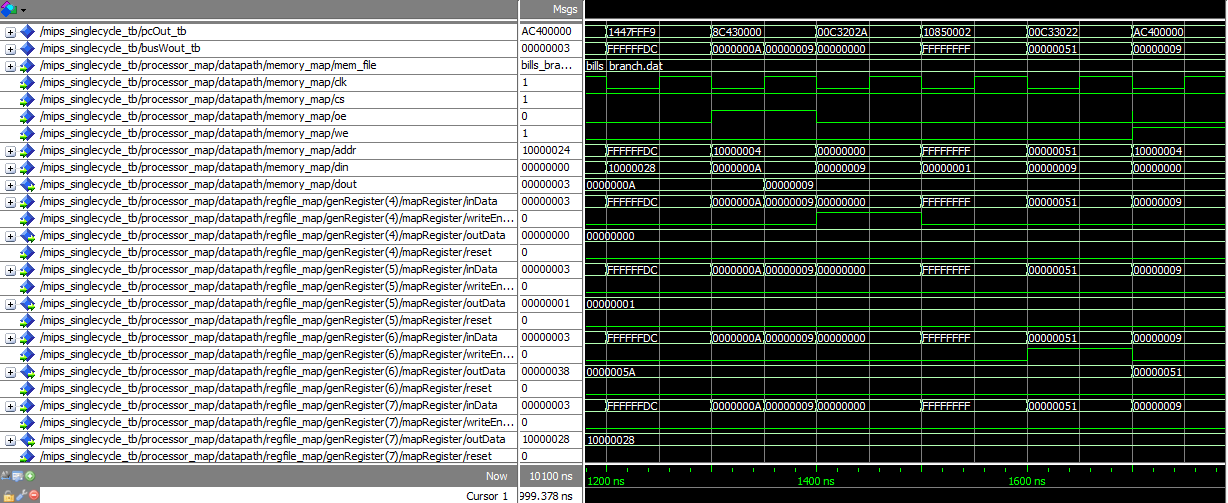 Msgs
/mips_singlecycle_tb/pcOut_tb AC400000 1447FFF9 8C430000 00C3202A 10850002 00C33022 AC400000
/mips_singlecycle_tb/busWout_tb 00000003 FFFFFFDC 0000000A 00000009 00000000 FFFFFFFF 00000051 00000009
/mips_singlecycle_tb/processor_map/datapath/memory_map/mem_file bills_bra... bills_branch.dat
/mips_singlecycle_tb/processor_map/datapath/memory_map/clk 1
/mips_singlecycle_tb/processor_map/datapath/memory_map/cs 1
/mips_singlecycle_tb/processor_map/datapath/memory_map/oe 0
/mips_singlecycle_tb/processor_map/datapath/memory_map/we 1
/mips_singlecycle_tb/processor_map/datapath/memory_map/addr 10000024 FFFFFFDC 10000004 00000000 FFFFFFFF 00000051 10000004
/mips_singlecycle_tb/processor_map/datapath/memory_map/din 00000000 10000028 0000000A 00000009 00000001 00000009 00000000
/mips_singlecycle_tb/processor_map/datapath/memory_map/dout 00000003 0000000A 00000009
/mips_singlecycle_tb/processor_map/datapath/regfile_map/genRegister(4)/mapRegister/inData 00000003 FFFFFFDC 0000000A 00000009 00000000 FFFFFFFF 00000051 00000009
/mips_singlecycle_tb/processor_map/datapath/regfile_map/genRegister(4)/mapRegister/writeEn... 0
/mips_singlecycle_tb/processor_map/datapath/regfile_map/genRegister(4)/mapRegister/outData 00000000 00000000
/mips_singlecycle_tb/processor_map/datapath/regfile_map/genRegister(4)/mapRegister/reset 0
/mips_singlecycle_tb/processor_map/datapath/regfile_map/genRegister(5)/mapRegister/inData 00000003 FFFFFFDC 0000000A 00000009 00000000 FFFFFFFF 00000051 00000009
/mips_singlecycle_tb/processor_map/datapath/regfile_map/genRegister(5)/mapRegister/writeEn... 0
/mips_singlecycle_tb/processor_map/datapath/regfile_map/genRegister(5)/mapRegister/outData 00000001 00000001
/mips_singlecycle_tb/processor_map/datapath/regfile_map/genRegister(5)/mapRegister/reset 0
/mips_singlecycle_tb/processor_map/datapath/regfile_map/genRegister(6)/mapRegister/inData 00000003 FFFFFFDC 0000000A 00000009 00000000 FFFFFFFF 00000051 00000009
/mips_singlecycle_tb/processor_map/datapath/regfile_map/genRegister(6)/mapRegister/writeEn... 0
/mips_singlecycle_tb/processor_map/datapath/regfile_map/genRegister(6)/mapRegister/outData 00000038 0000005A 00000051
/mips_singlecycle_tb/processor_map/datapath/regfile_map/genRegister(6)/mapRegister/reset 0
/mips_singlecycle_tb/processor_map/datapath/regfile_map/genRegister(7)/mapRegister/inData 00000003 FFFFFFDC 0000000A 00000009 00000000 FFFFFFFF 00000051 00000009
/mips_singlecycle_tb/processor_map/datapath/regfile_map/genRegister(7)/mapRegister/writeEn... 0
/mips_singlecycle_tb/processor_map/datapath/regfile_map/genRegister(7)/mapRegister/outData 10000028 10000028
/mips_singlecycle_tb/processor_map/datapath/regfile_map/genRegister(7)/mapRegister/reset 0
Now 10100 ns 1200 ns 1400 ns 1600 ns
Cursor 1 999.378 ns